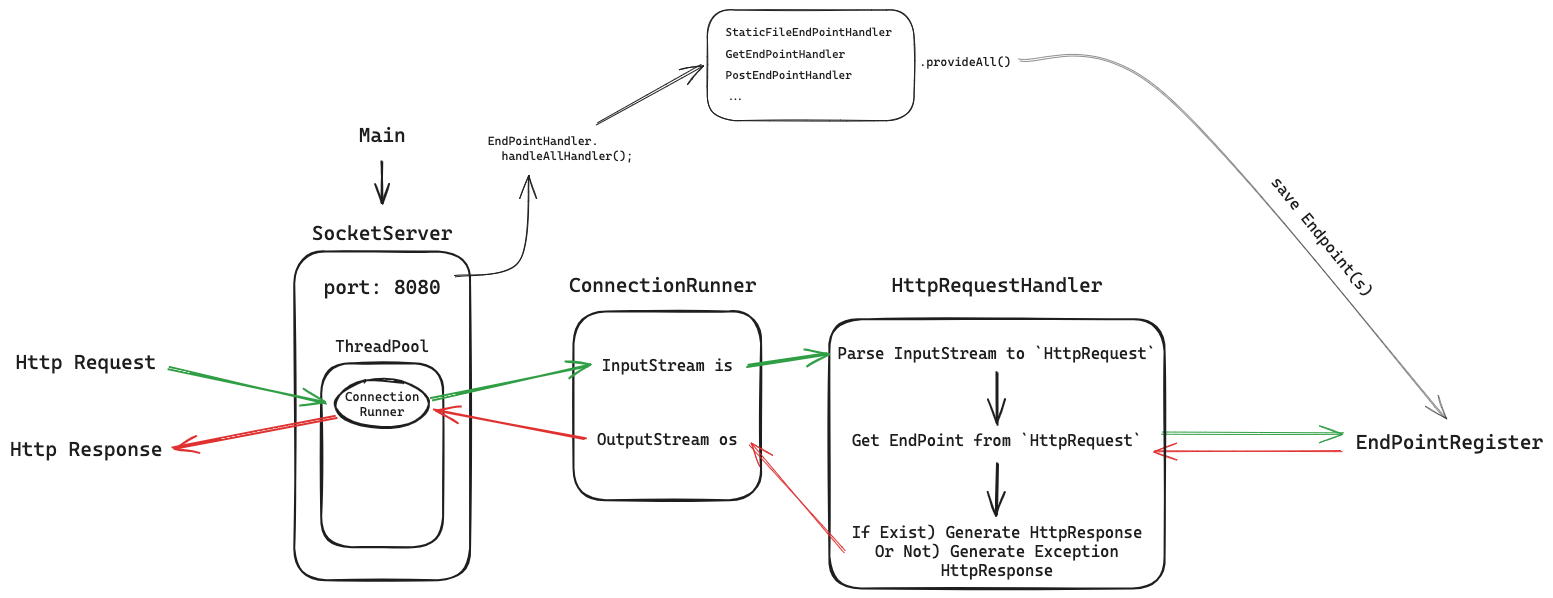 StaticFileEndPointHandler
GetEndPointHandler
PostEndPointHandler
...
.provideAll()
EndPointHandler.
handleAllHandler();
Main
SocketServer
port: 8080
ThreadPool
Connection
Runner
Http Request
Http Response
ConnectionRunner
InputStream is
OutputStream os
HttpRequestHandler
Parse InputStream to `HttpRequest`
Get EndPoint from `HttpRequest`
If Exist) Generate HttpResponse
Or Not) Generate Exception
HttpResponse
save Endpoint(s)
EndPointRegister